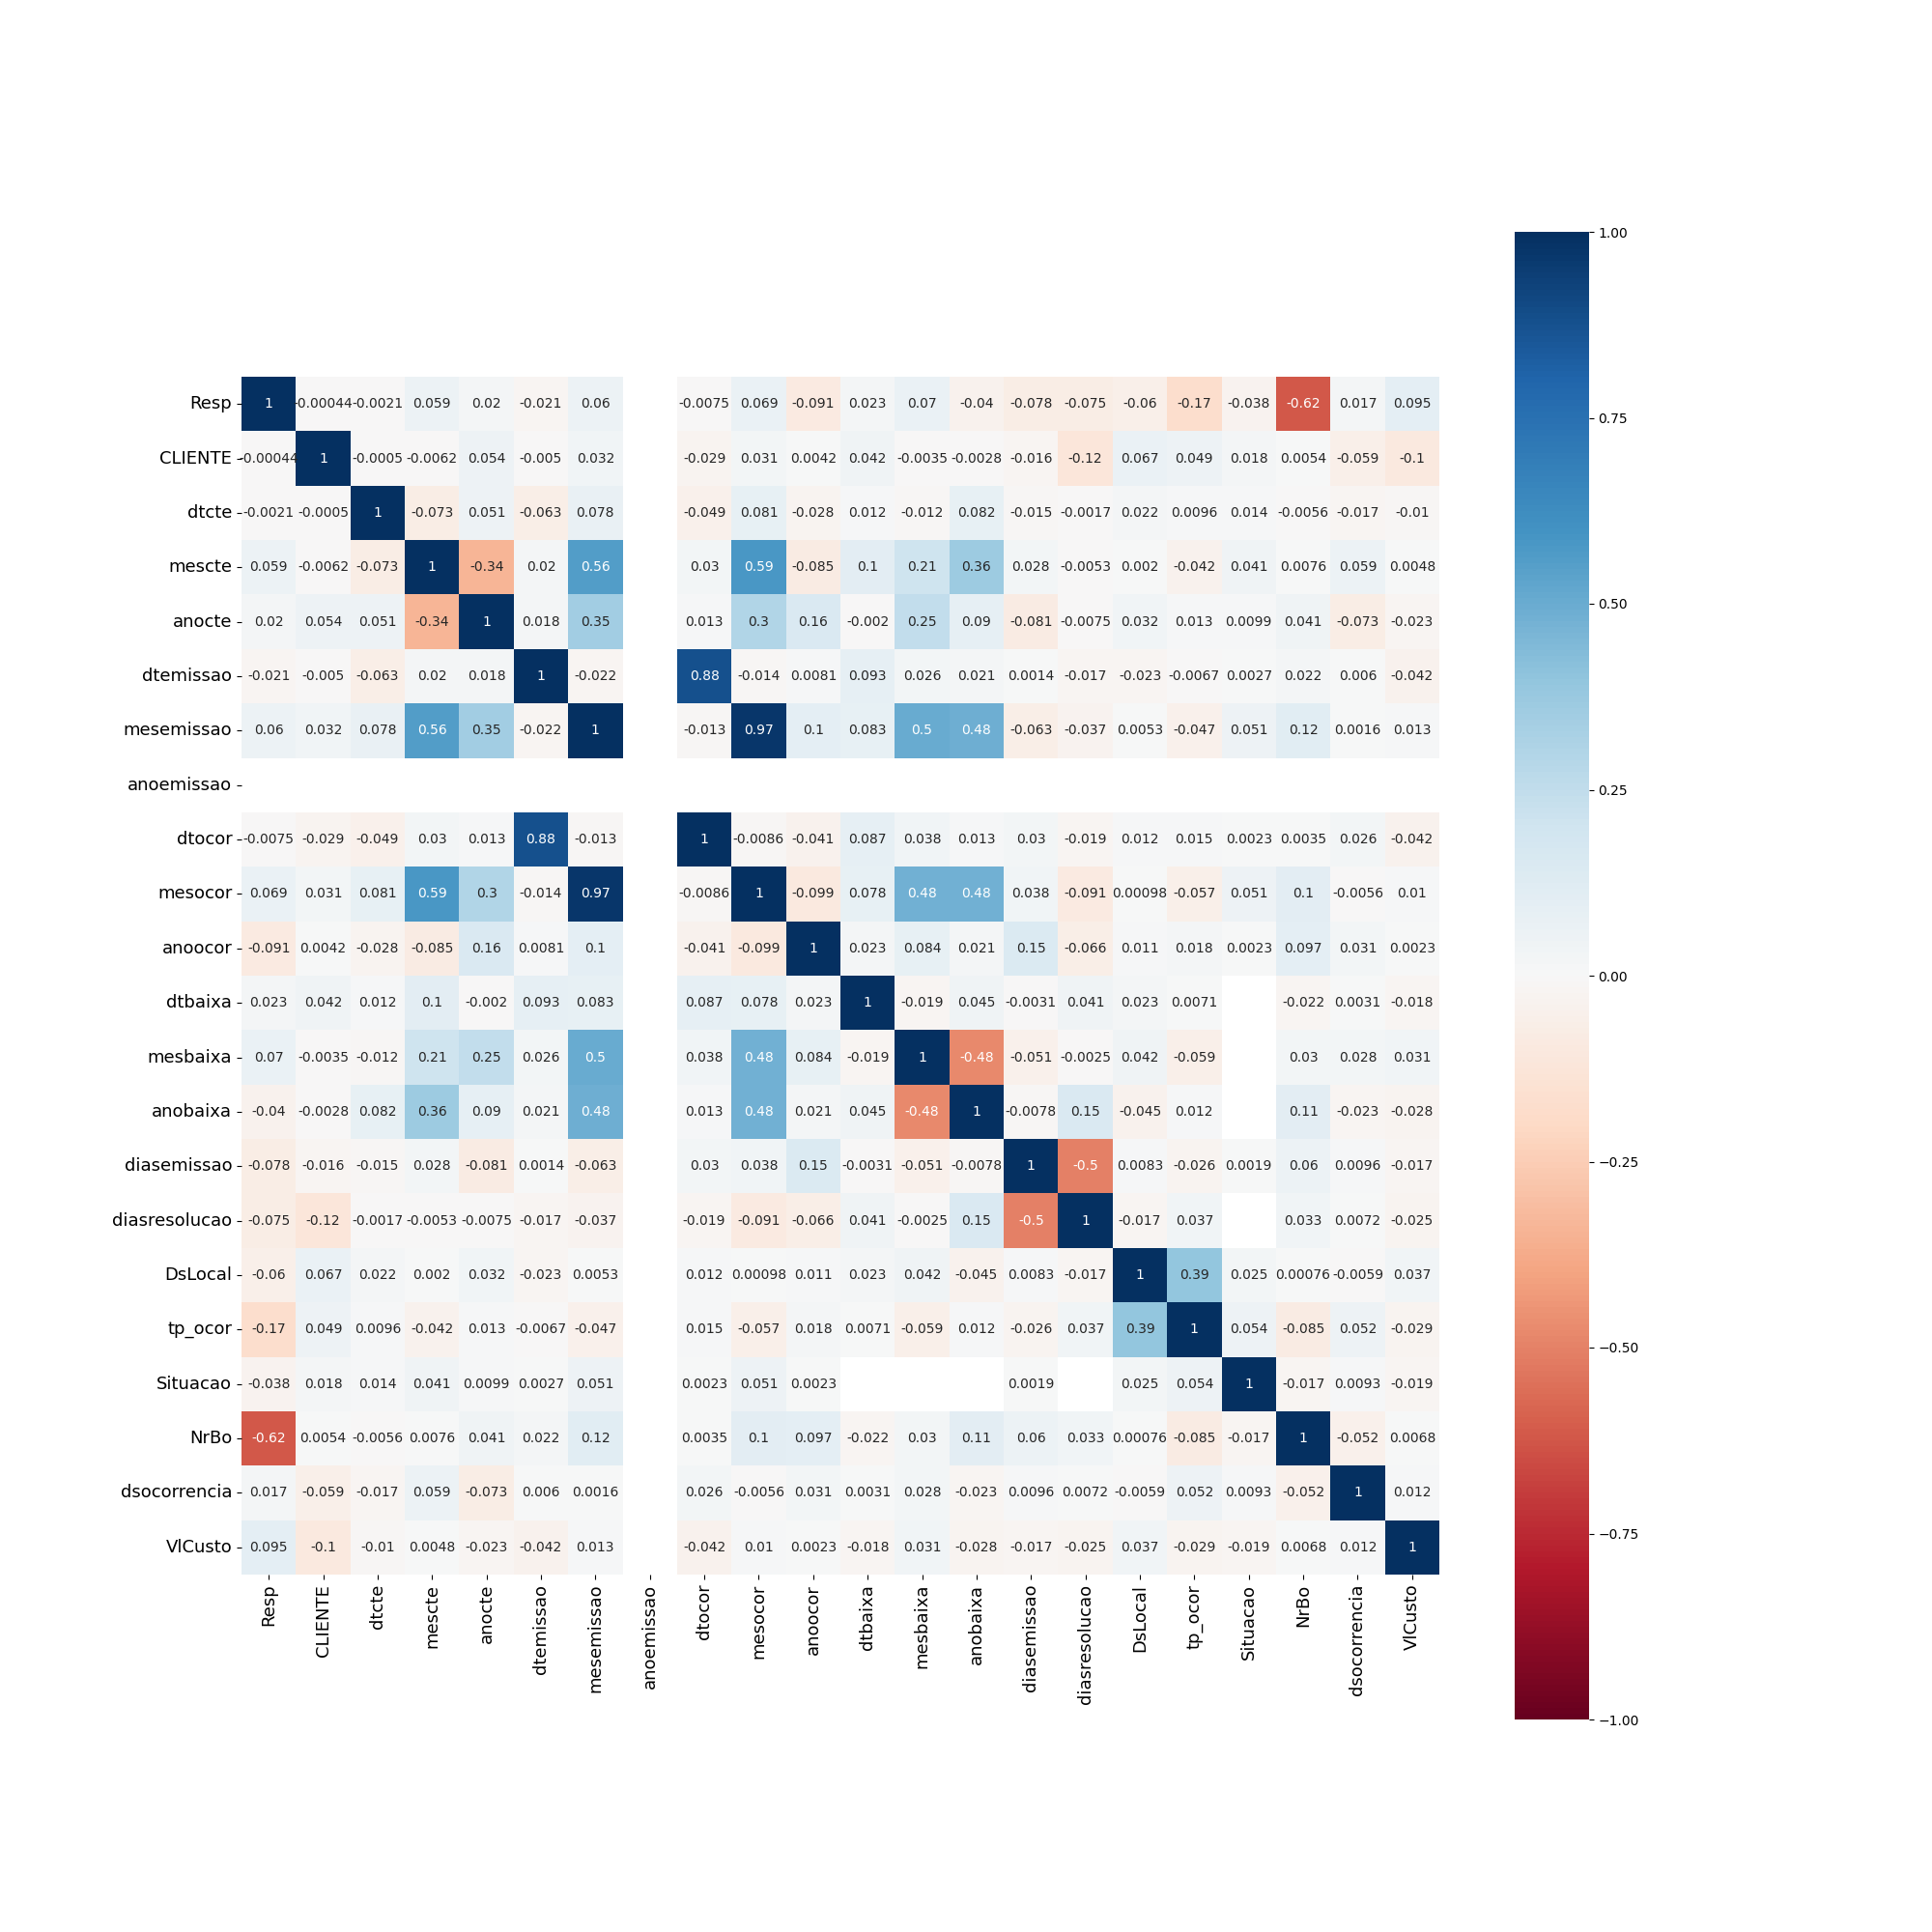 1.00
Resp 1 -0.00044 -0.0021 0.059 0.02 -0.021 0.06 -0.0075 0.069 -0.091 0.023 0.07 -0.04 -0.078 -0.075 -0.06 -0.17 -0.038 -0.62 0.017 0.095
0.75
CLIENTE -0.00044 1 -0.0005 -0.0062 0.054 -0.005 0.032 -0.029 0.031 0.0042 0.042 -0.0035 -0.0028 -0.016 -0.12 0.067 0.049 0.018 0.0054 -0.059 -0.1
dtcte -0.0021 -0.0005 1 -0.073 0.051 -0.063 0.078 -0.049 0.081 -0.028 0.012 -0.012 0.082 -0.015 -0.0017 0.022 0.0096 0.014 -0.0056 -0.017 -0.01
mescte 0.059 -0.0062 -0.073 1 -0.34 0.02 0.56 0.03 0.59 -0.085 0.1 0.21 0.36 0.028 -0.0053 0.002 -0.042 0.041 0.0076 0.059 0.0048
0.50
anocte 0.02 0.054 0.051 -0.34 1 0.018 0.35 0.013 0.3 0.16 -0.002 0.25 0.09 -0.081 -0.0075 0.032 0.013 0.0099 0.041 -0.073 -0.023
dtemissao -0.021 -0.005 -0.063 0.02 0.018 1 -0.022 0.88 -0.014 0.0081 0.093 0.026 0.021 0.0014 -0.017 -0.023 -0.0067 0.0027 0.022 0.006 -0.042
mesemissao 0.06 0.032 0.078 0.56 0.35 -0.022 1 -0.013 0.97 0.1 0.083 0.5 0.48 -0.063 -0.037 0.0053 -0.047 0.051 0.12 0.0016 0.013
anoemissao
0.25
dtocor -0.0075 -0.029 -0.049 0.03 0.013 0.88 -0.013 1 -0.0086 -0.041 0.087 0.038 0.013 0.03 -0.019 0.012 0.015 0.0023 0.0035 0.026 -0.042
mesocor 0.069 0.031 0.081 0.59 0.3 -0.014 0.97 -0.0086 1 -0.099 0.078 0.48 0.48 0.038 -0.091 0.00098 -0.057 0.051 0.1 -0.0056 0.01
anoocor -0.091 0.0042 -0.028 -0.085 0.16 0.0081 0.1 -0.041 -0.099 1 0.023 0.084 0.021 0.15 -0.066 0.011 0.018 0.0023 0.097 0.031 0.0023
0.00
dtbaixa 0.023 0.042 0.012 0.1 -0.002 0.093 0.083 0.087 0.078 0.023 1 -0.019 0.045 -0.0031 0.041 0.023 0.0071 -0.022 0.0031 -0.018
mesbaixa 0.07 -0.0035 -0.012 0.21 0.25 0.026 0.5 0.038 0.48 0.084 -0.019 1 -0.48 -0.051 -0.0025 0.042 -0.059 0.03 0.028 0.031
anobaixa -0.04 -0.0028 0.082 0.36 0.09 0.021 0.48 0.013 0.48 0.021 0.045 -0.48 1 -0.0078 0.15 -0.045 0.012 0.11 -0.023 -0.028
−0.25
diasemissao -0.078 -0.016 -0.015 0.028 -0.081 0.0014 -0.063 0.03 0.038 0.15 -0.0031 -0.051 -0.0078 1 -0.5 0.0083 -0.026 0.0019 0.06 0.0096 -0.017
diasresolucao -0.075 -0.12 -0.0017 -0.0053 -0.0075 -0.017 -0.037 -0.019 -0.091 -0.066 0.041 -0.0025 0.15 -0.5 1 -0.017 0.037 0.033 0.0072 -0.025
DsLocal -0.06 0.067 0.022 0.002 0.032 -0.023 0.0053 0.012 0.00098 0.011 0.023 0.042 -0.045 0.0083 -0.017 1 0.39 0.025 0.00076 -0.0059 0.037
tp_ocor -0.17 0.049 0.0096 -0.042 0.013 -0.0067 -0.047 0.015 -0.057 0.018 0.0071 -0.059 0.012 -0.026 0.037 0.39 1 0.054 -0.085 0.052 -0.029
−0.50
Situacao -0.038 0.018 0.014 0.041 0.0099 0.0027 0.051 0.0023 0.051 0.0023 0.0019 0.025 0.054 1 -0.017 0.0093 -0.019
NrBo -0.62 0.0054 -0.0056 0.0076 0.041 0.022 0.12 0.0035 0.1 0.097 -0.022 0.03 0.11 0.06 0.033 0.00076 -0.085 -0.017 1 -0.052 0.0068
dsocorrencia 0.017 -0.059 -0.017 0.059 -0.073 0.006 0.0016 0.026 -0.0056 0.031 0.0031 0.028 -0.023 0.0096 0.0072 -0.0059 0.052 0.0093 -0.052 1 0.012
−0.75
VlCusto 0.095 -0.1 -0.01 0.0048 -0.023 -0.042 0.013 -0.042 0.01 0.0023 -0.018 0.031 -0.028 -0.017 -0.025 0.037 -0.029 -0.019 0.0068 0.012 1
Resp CLIENTE dtcte mescte anocte dtemissao mesemissao anoemissao dtocor mesocor anoocor dtbaixa mesbaixa anobaixa diasemissao diasresolucao DsLocal tp_ocor Situacao NrBo dsocorrencia VlCusto
−1.00